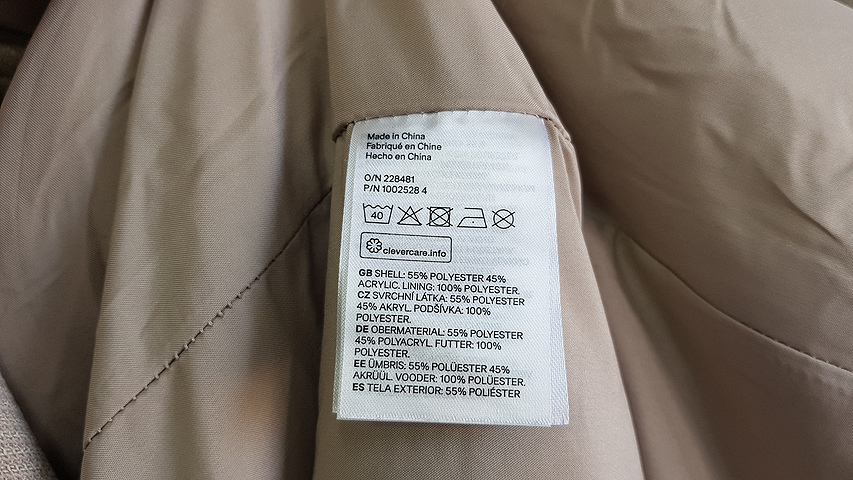 Made in China
Fabriqué en Chine
Hecho en China
O/N 228481
P/N 1002528 4
40
clevercare.info
GB SHELL: 55% POLYESTER 45%
ACRYLIC. LINING: 100% POLYESTER.
CZ SVRCHNÍ LÁTKA: 55% POLYESTER
45% AKRYL. PODŠÍVKA: 100%
POLYESTER.
DE OBERMATERIAL: 55% POLYESTER
45% POLYACRYL. FUTTER: 100%
POLYESTER.
EE ÜMBRIS: 55% POLÜESTER 45%
AKRÜÜL. VOODER: 100% POLÜESTER.
ES TELA EXTERIOR: 55% POLIÉSTER